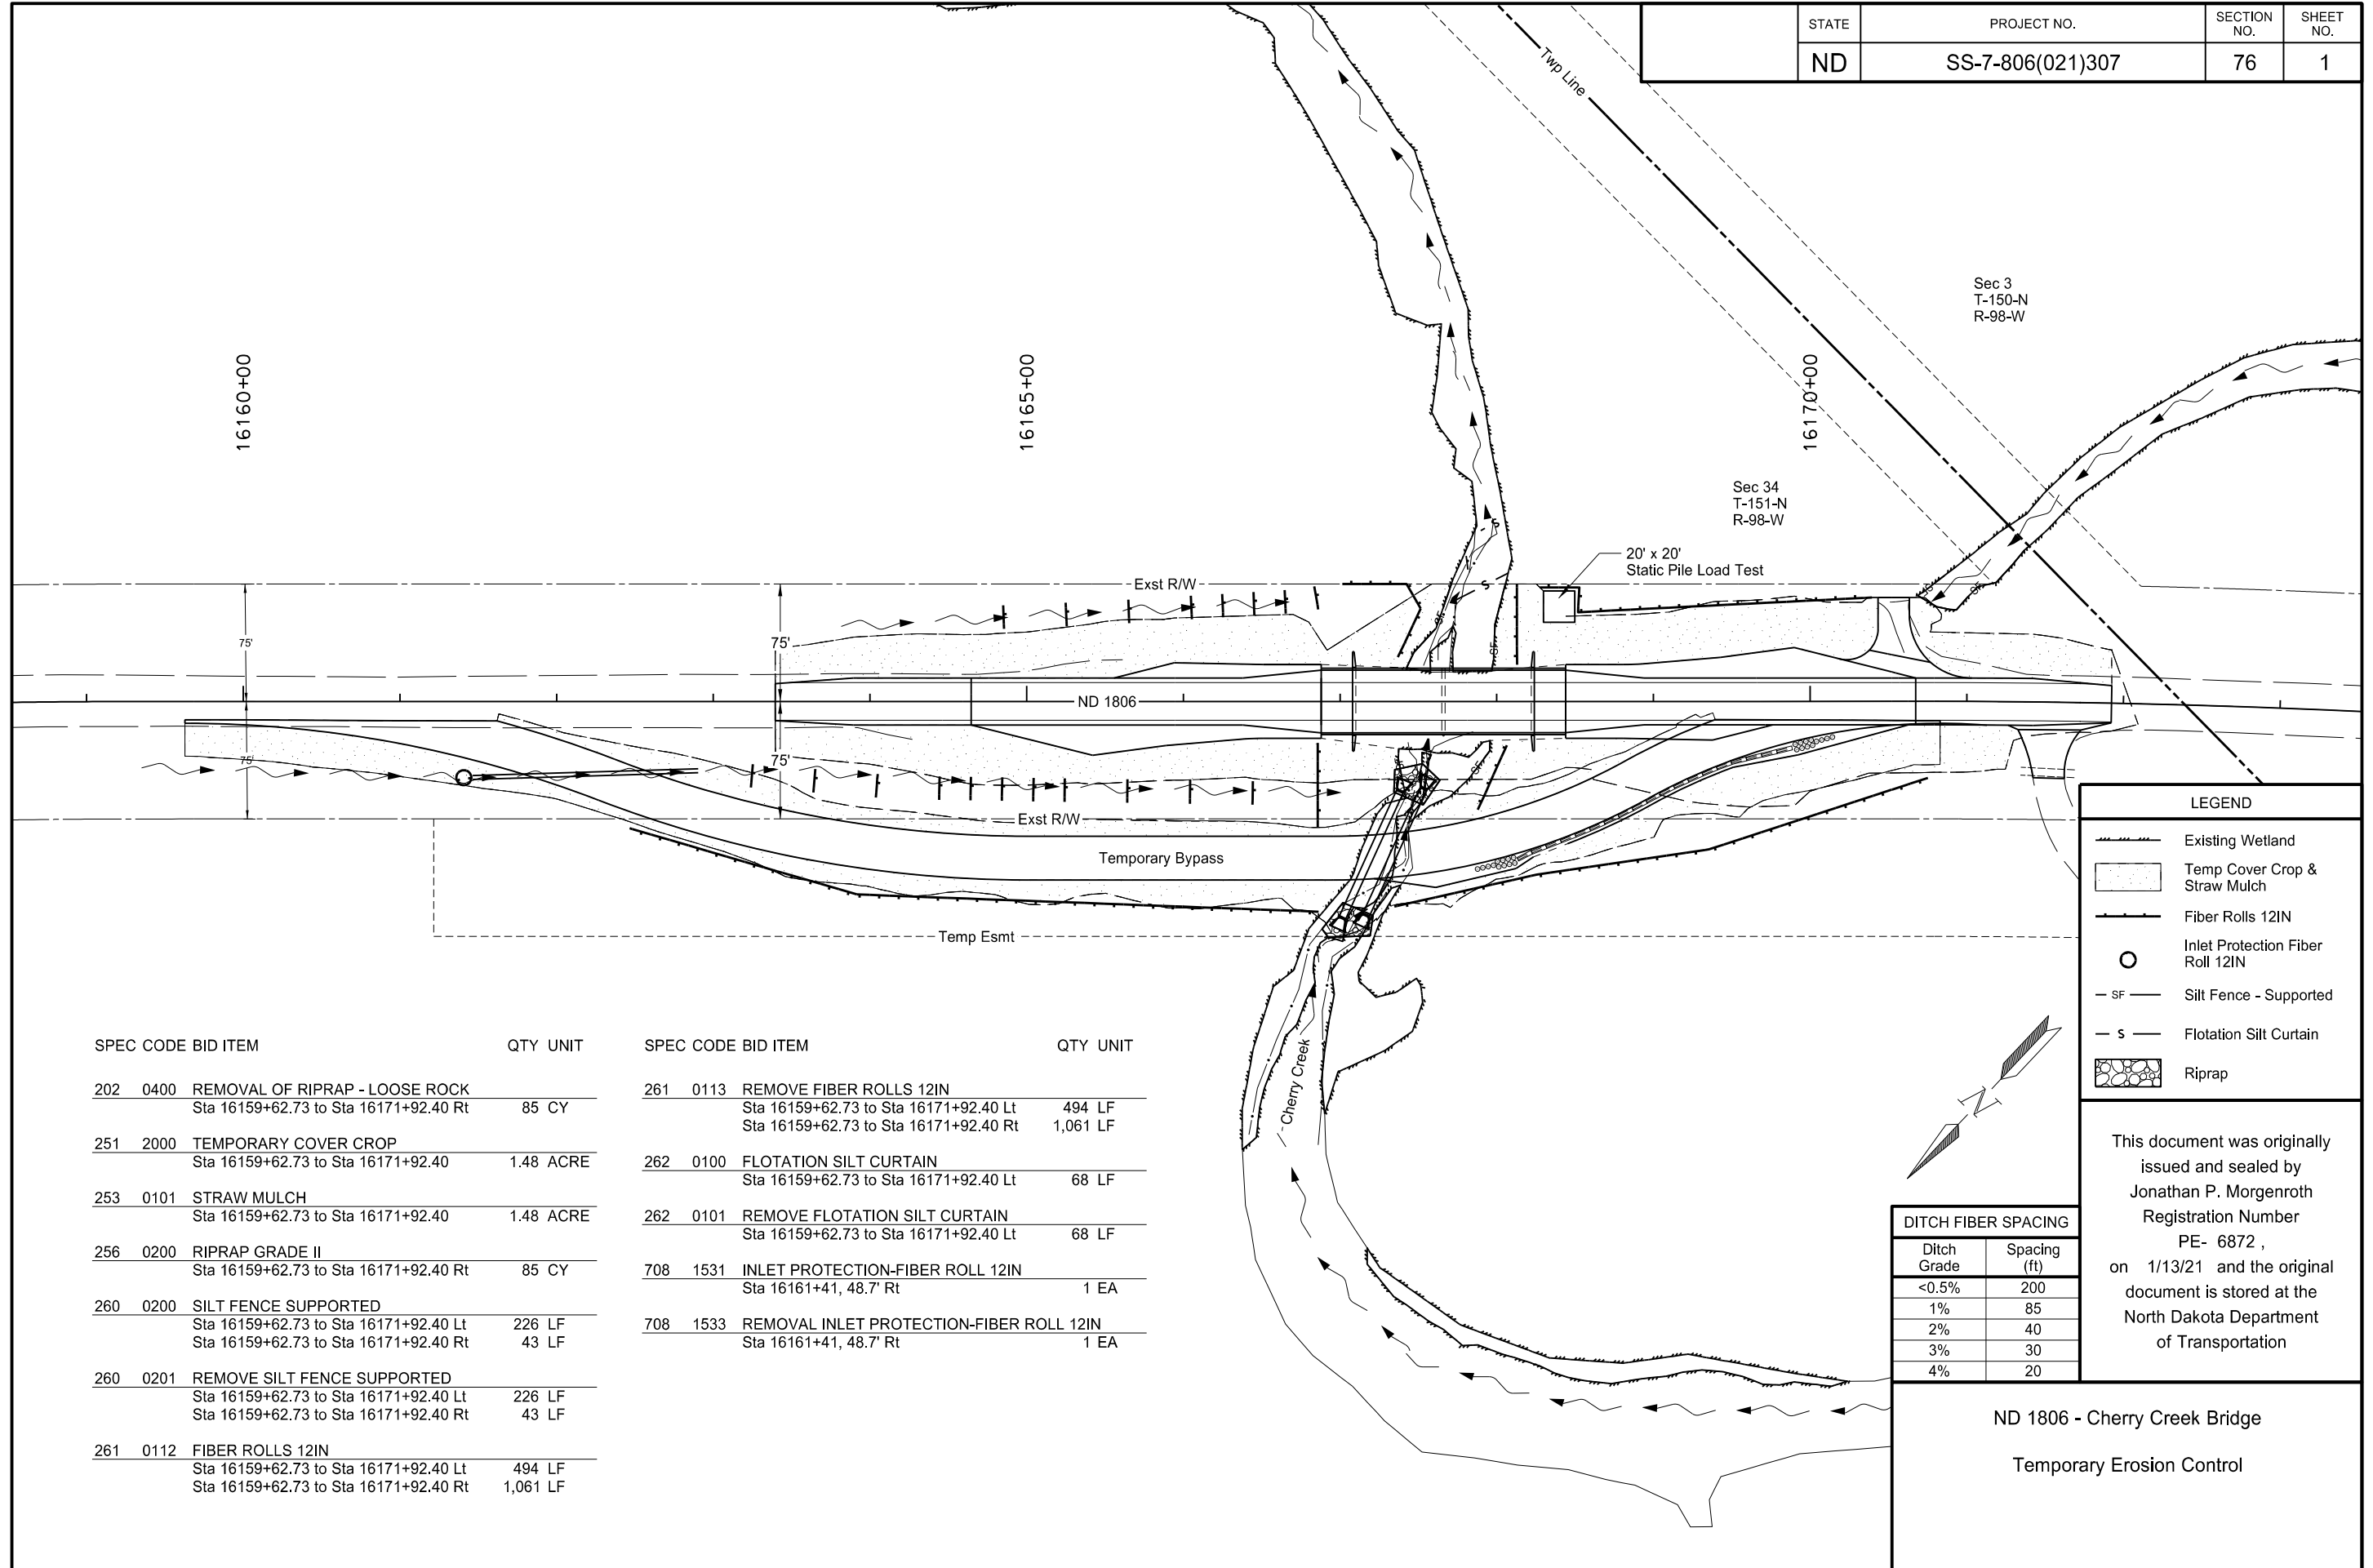 STATE PROJECT NO. SECTION NO. SHEET NO.
ND SS-7-806(021)307 76 1
Twp Line
Sec 3
T-150-N
R-98-W
16160+00 16165+00 16170+00
Sec 34
T-151-N
R-98-W
20' x 20'
Static Pile Load Test
Exst R/W
S
S
SF
SF
SF
SF
75'
75'
ND 1806
75'
75'
SF
SF
Exst R/W
Temporary Bypass
Temp Esmt
Cherry Creek
LEGEND
Existing Wetland
Temp Cover Crop &
Straw Mulch
Fiber Rolls 12IN
Inlet Protection Fiber
Roll 12IN
SF Silt Fence - Supported
S Flotation Silt Curtain
Riprap
N
SPEC CODE BID ITEM QTY UNIT
202 0400 REMOVAL OF RIPRAP - LOOSE ROCK
Sta 16159+62.73 to Sta 16171+92.40 Rt 85 CY
251 2000 TEMPORARY COVER CROP
Sta 16159+62.73 to Sta 16171+92.40 1.48 ACRE
253 0101 STRAW MULCH
Sta 16159+62.73 to Sta 16171+92.40 1.48 ACRE
256 0200 RIPRAP GRADE II
Sta 16159+62.73 to Sta 16171+92.40 Rt 85 CY
260 0200 SILT FENCE SUPPORTED
Sta 16159+62.73 to Sta 16171+92.40 Lt 226 LF
Sta 16159+62.73 to Sta 16171+92.40 Rt 43 LF
260 0201 REMOVE SILT FENCE SUPPORTED
Sta 16159+62.73 to Sta 16171+92.40 Lt 226 LF
Sta 16159+62.73 to Sta 16171+92.40 Rt 43 LF
261 0112 FIBER ROLLS 12IN
Sta 16159+62.73 to Sta 16171+92.40 Lt 494 LF
Sta 16159+62.73 to Sta 16171+92.40 Rt 1,061 LF
SPEC CODE BID ITEM QTY UNIT
261 0113 REMOVE FIBER ROLLS 12IN
Sta 16159+62.73 to Sta 16171+92.40 Lt 494 LF
Sta 16159+62.73 to Sta 16171+92.40 Rt 1,061 LF
262 0100 FLOTATION SILT CURTAIN
Sta 16159+62.73 to Sta 16171+92.40 Lt 68 LF
262 0101 REMOVE FLOTATION SILT CURTAIN
Sta 16159+62.73 to Sta 16171+92.40 Lt 68 LF
708 1531 INLET PROTECTION-FIBER ROLL 12IN
Sta 16161+41, 48.7' Rt 1 EA
708 1533 REMOVAL INLET PROTECTION-FIBER ROLL 12IN
Sta 16161+41, 48.7' Rt 1 EA
DITCH FIBER SPACING
Ditch Grade Spacing (ft)
<0.5% 200
1% 85
2% 40
3% 30
4% 20
This document was originally
issued and sealed by
Jonathan P. Morgenroth
Registration Number
PE- 6872 ,
on 1/13/21 and the original
document is stored at the
North Dakota Department
of Transportation
ND 1806 - Cherry Creek Bridge
Temporary Erosion Control